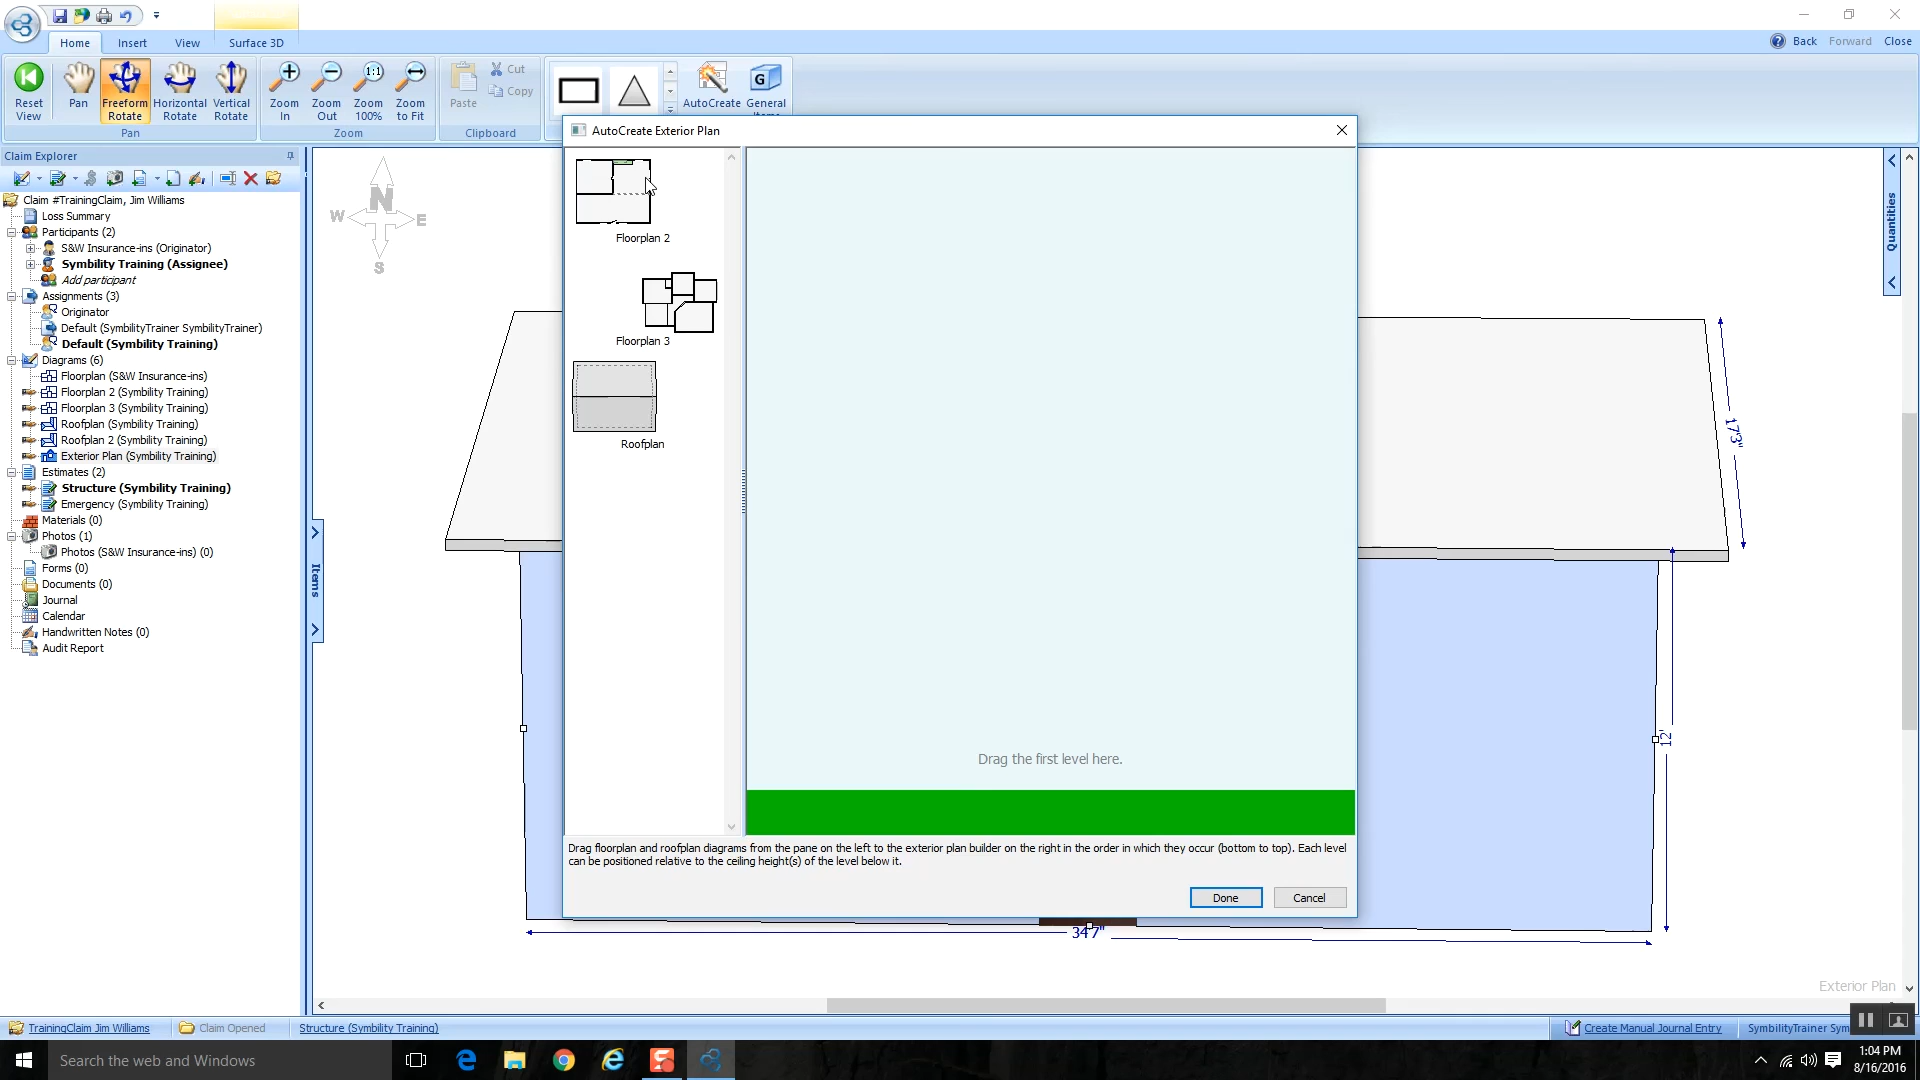 Home
Insert
View
Surface 3D
Back
Forward
Close
Reset View
Pan
Freeform Rotate
Horizontal Rotate
Vertical Rotate
Zoom In
Zoom Out
1:1
Zoom 100%
Zoom to Fit
Paste
Cut
Copy
AutoCreate
G
General
Pan
Zoom
Clipboard
Claim Explorer
Claim #TrainingClaim, Jim Williams
Loss Summary
Participants (2)
S&W Insurance-ins (Originator)
Symbility Training (Assignee)
Add participant
Assignments (3)
Originator
Default (SymbilityTrainer SymbilityTrainer)
Default (Symbility Training)
Diagrams (6)
Floorplan (S&W Insurance-ins)
Floorplan 2 (Symbility Training)
Floorplan 3 (Symbility Training)
Roofplan (Symbility Training)
Roofplan 2 (Symbility Training)
Exterior Plan (Symbility Training)
Estimates (2)
Structure (Symbility Training)
Emergency (Symbility Training)
Materials (0)
Photos (1)
Photos (S&W Insurance-ins) (0)
Forms (0)
Documents (0)
Journal
Calendar
Handwritten Notes (0)
Audit Report
Items
N
W
E
S
AutoCreate Exterior Plan
Floorplan 2
Floorplan 3
Roofplan
Drag the first level here.
Drag floorplan and roofplan diagrams from the pane on the left to the exterior plan builder on the right in the order in which they occur (bottom to top). Each level
can be positioned relative to the ceiling height(s) of the level below it.
Done
Cancel
Quantities
17'3"
12'
34'7"
Exterior Plan
TrainingClaim Jim Williams
Claim Opened
Structure (Symbility Training)
Create Manual Journal Entry
SymbilityTrainer Sym
Search the web and Windows
1:04 PM
8/16/2016